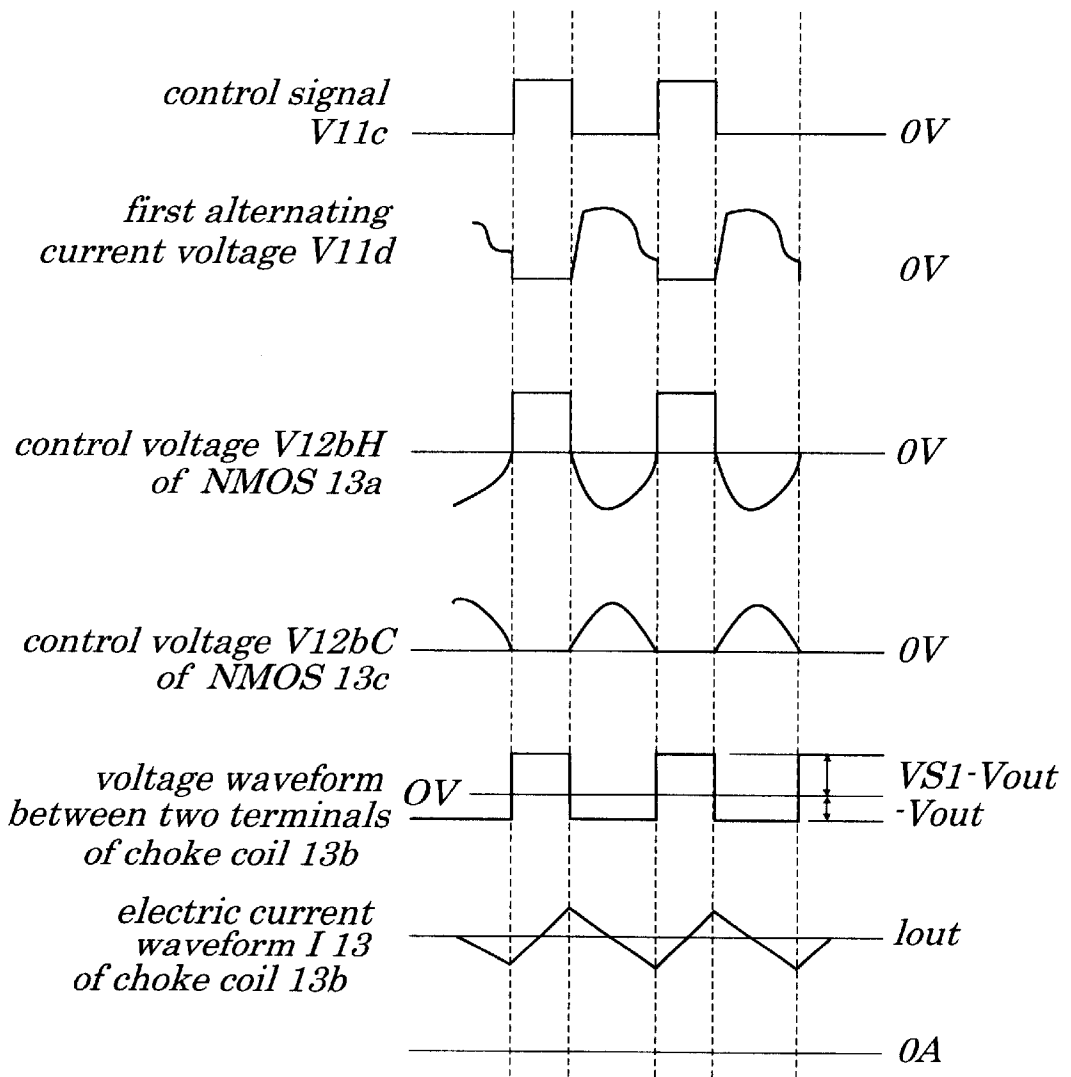 control signal
V11c
0V
first alternating
current voltage V11d
0V
control voltage V12bH
of NMOS 13a
0V
control voltage V12bC
of NMOS 13c
0V
voltage waveform
between two terminals
of choke coil 13b
0V
VS1-Vout
-Vout
electric current
waveform I 13
of choke coil 13b
Iout
0A